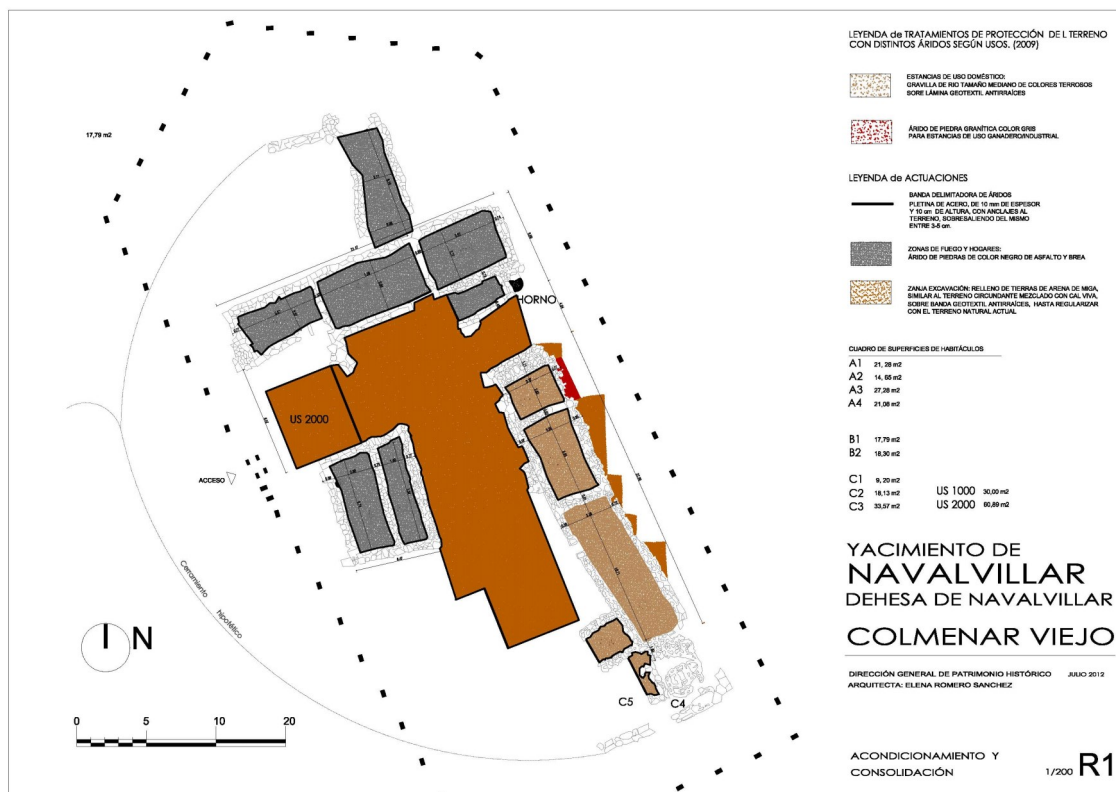 17,79 m2
HORNO
US 2000
ACCESO
Cerramiento
hipotético
I N
0 5 10 20
C5
C4
LEYENDA de TRATAMIENTOS DE PROTECCIÓN DE L TERRENO
CON DISTINTOS ÁRIDOS SEGÚN USOS. (2009)
ESTANCIAS DE USO DOMÉSTICO:
GRAVILLA DE RIO TAMAÑO MEDIANO DE COLORES TERROSOS
SORE LÁMINA GEOTEXTIL ANTIRRAÍCES
ÁRIDO DE PIEDRA GRANÍTICA COLOR GRIS
PARA ESTANCIAS DE USO GANADERO/INDUSTRIAL
LEYENDA de ACTUACIONES
BANDA DELIMITADORA DE ÁRIDOS
PLETINA DE ACERO, DE 10 mm DE ESPESOR
Y 10 cm DE ALTURA, CON ANCLAJES AL
TERRENO, SOBRESALIENDO DEL MISMO
ENTRE 3-5 cm
ZONAS DE FUEGO Y HOGARES:
ÁRIDO DE PIEDRAS DE COLOR NEGRO DE ASFALTO Y BREA
ZANJA EXCAVACIÓN: RELLENO DE TIERRAS DE ARENA DE MIGA,
SIMILAR AL TERRENO CIRCUNDANTE MEZCLADO CON CAL VIVA,
SOBRE BANDA GEOTEXTIL ANTIRRAÍCES, HASTA REGULARIZAR
CON EL TERRENO NATURAL ACTUAL
CUADRO DE SUPERFICIES DE HABITÁCULOS
A1 21, 28 m2
A2 14, 65 m2
A3 27,28 m2
A4 21,08 m2
B1 17,79 m2
B2 18,30 m2
C1 9, 20 m2
C2 18,13 m2 US 1000 30,00 m2
C3 33,57 m2 US 2000 60,89 m2
YACIMIENTO DE
NAVALVILLAR
DEHESA DE NAVALVILLAR
COLMENAR VIEJO
DIRECCIÓN GENERAL DE PATRIMONIO HISTÓRICO JULIO 2012
ARQUITECTA: ELENA ROMERO SANCHEZ
ACONDICIONAMIENTO Y
CONSOLIDACIÓN 1/200 R1